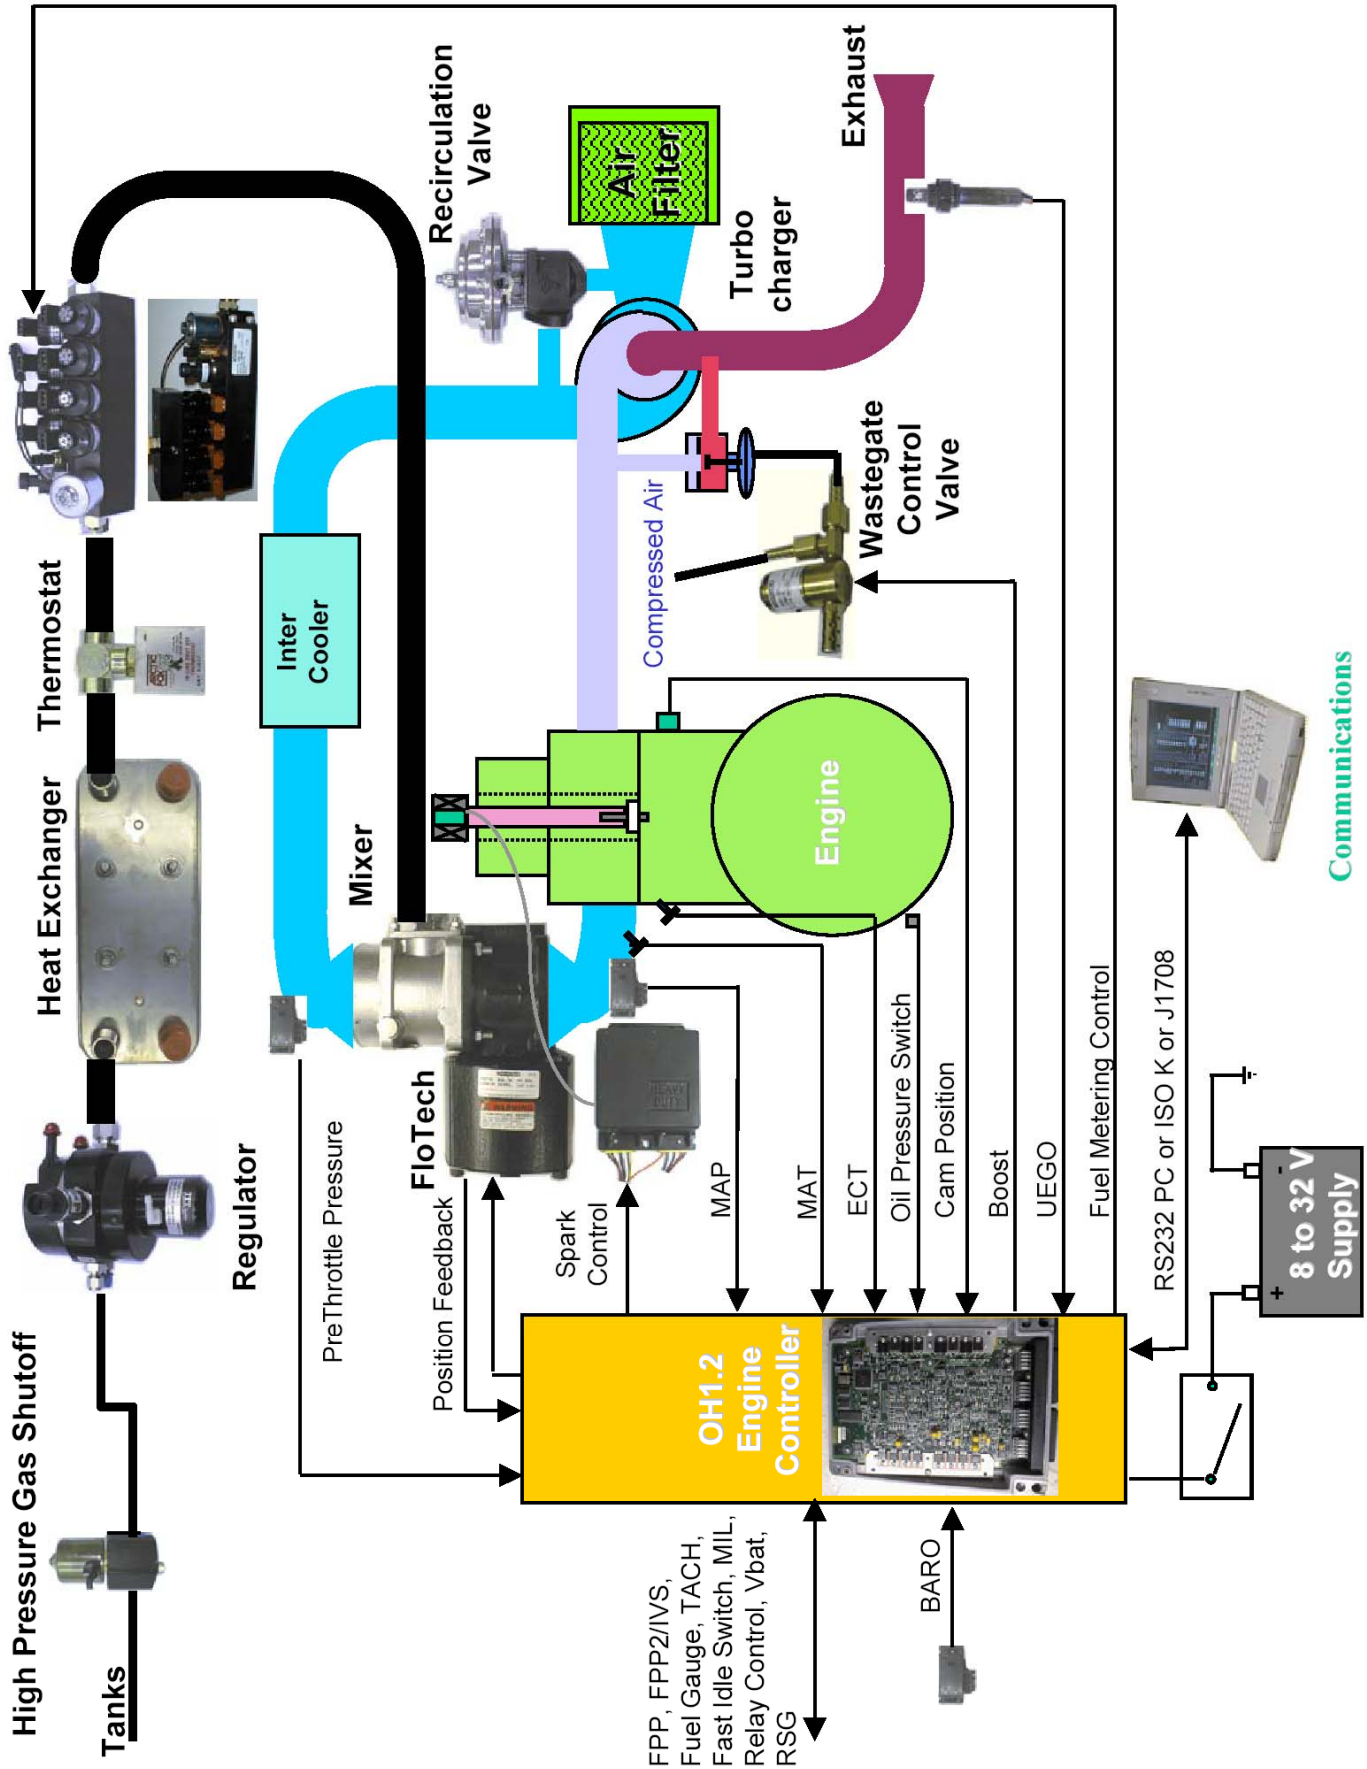 High Pressure Gas Shutoff
Tanks
Regulator
Heat Exchanger
Thermostat
PreThrottle Pressure
Mixer
Inter
Cooler
Recirculation
Valve
Position Feedback
FloTech
Air
Filter
Spark
Control
HEAVY
DUTY
WARNING
Compressed Air
Turbo
charger
Exhaust
MAP
MAT
ECT
Oil Pressure Switch
Cam Position
Boost
UEGO
Fuel Metering Control
Engine
Wastegate
Control
Valve
OH1.2
Engine
Controller
FPP, FPP2/IVS,
Fuel Gauge, TACH,
Fast Idle Switch, MIL,
Relay Control, Vbat,
RSG
BARO
RS232 PC or ISO K or J1708
+ -
8 to 32 V
Supply
Communications